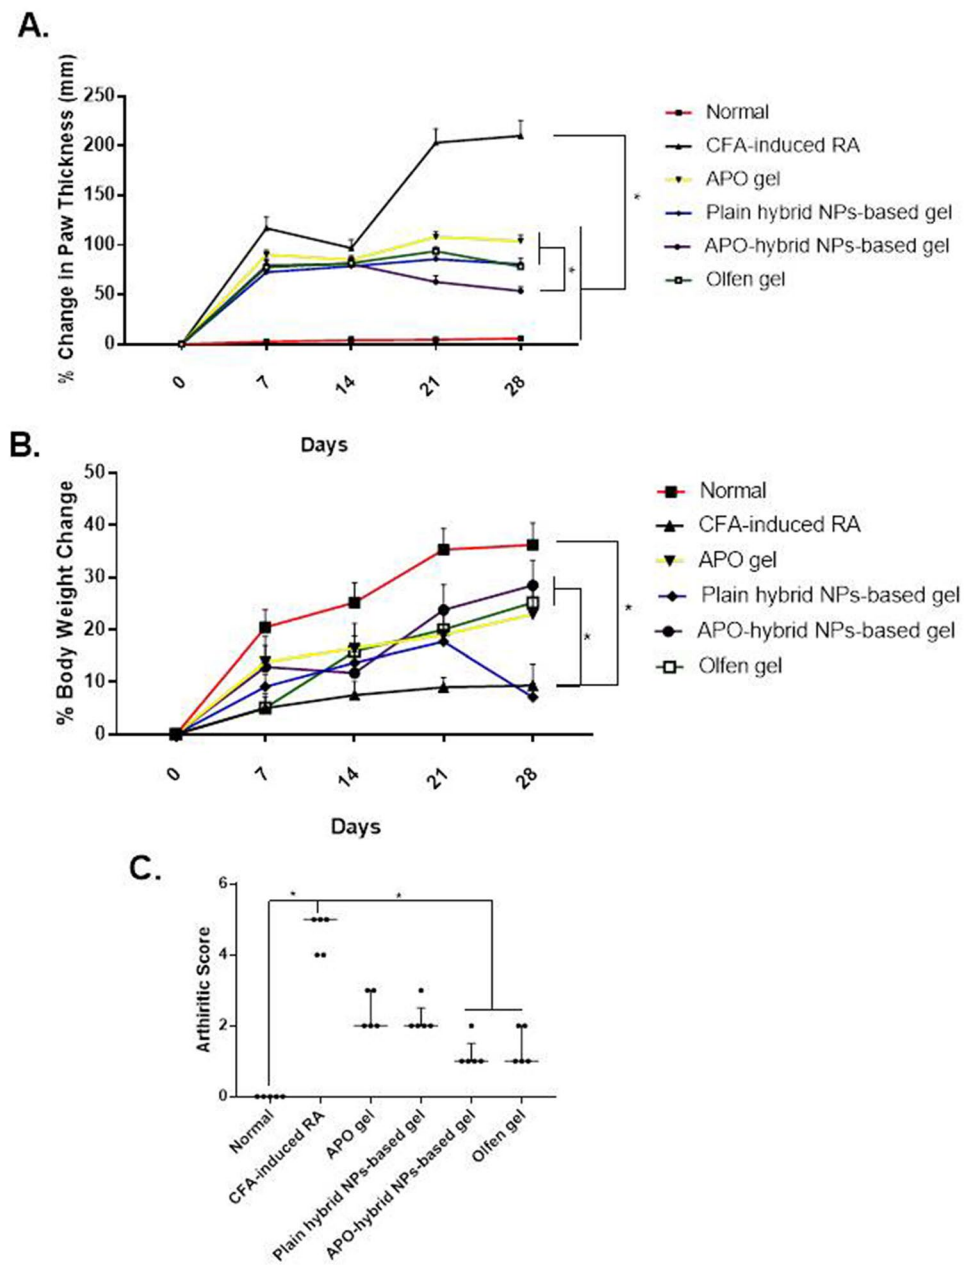 A.
% Change in Paw Thickness (mm)
250
200
150
100
50
0
0
7
14
21
28
Days
Normal
CFA-induced RA
APO gel
Plain hybrid NPs-based gel
APO-hybrid NPs-based gel
Olfen gel
*
*
B.
% Body Weight Change
50
40
30
20
10
0
0
7
14
21
28
Days
Normal
CFA-induced RA
APO gel
Plain hybrid NPs-based gel
APO-hybrid NPs-based gel
Olfen gel
*
*
C.
Arthiritic Score
6
4
2
0
*
*
Normal
CFA-induced RA
APO gel
Plain hybrid NPs-based gel
APO-hybrid NPs-based gel
Olfen gel